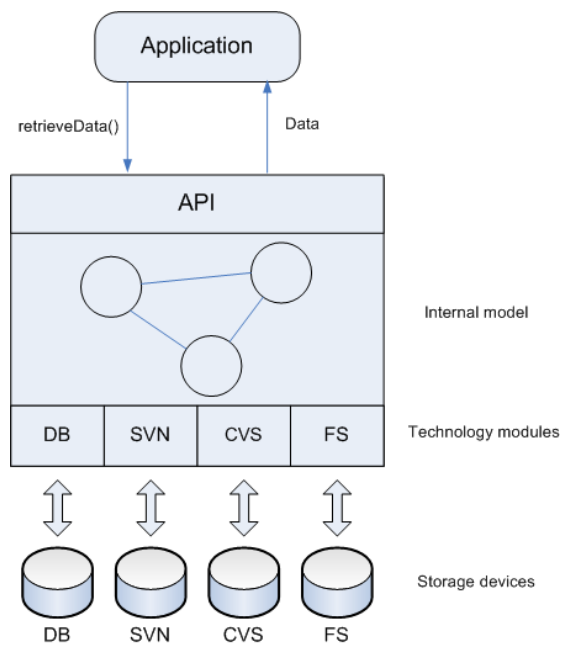 Application
retrieveData()
Data
API
Internal model
DB SVN CVS FS
Technology modules
Storage devices
DB SVN CVS FS